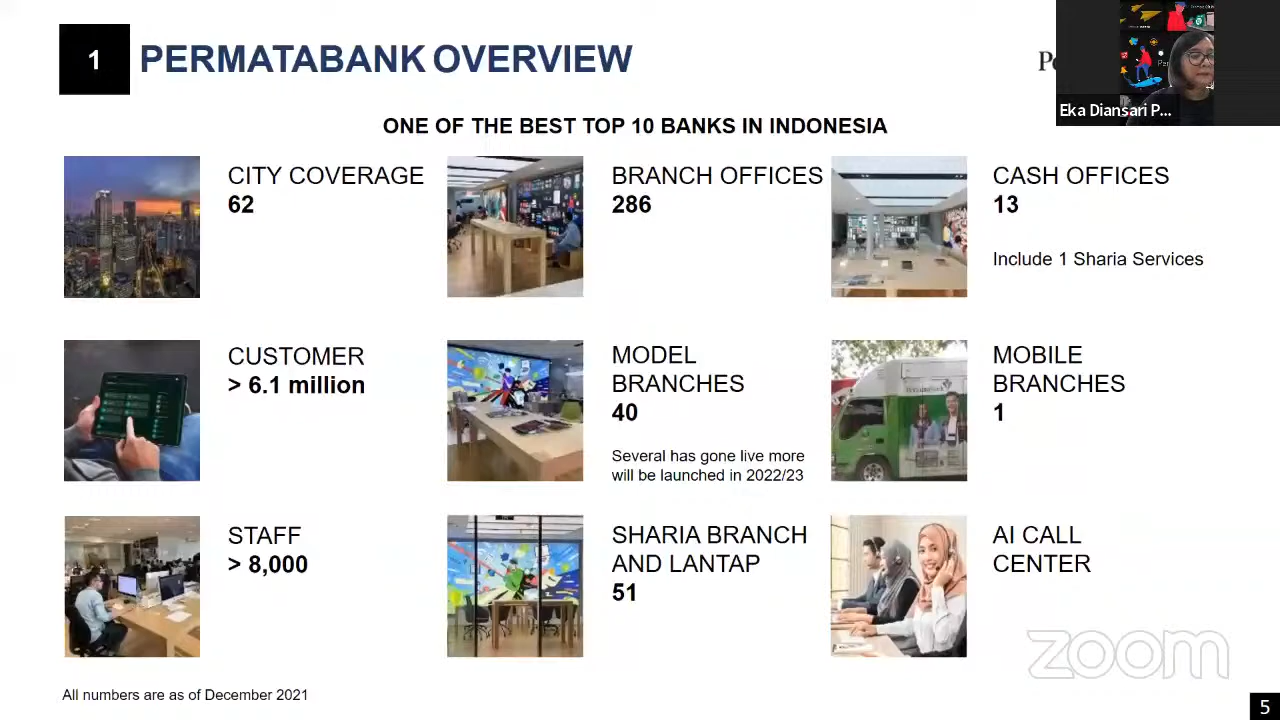 1
PERMATABANK OVERVIEW
Eka Diansari P...
ONE OF THE BEST TOP 10 BANKS IN INDONESIA
CITY COVERAGE
62
BRANCH OFFICES
286
CASH OFFICES
13
Include 1 Sharia Services
CUSTOMER
> 6.1 million
MODEL
BRANCHES
40
Several has gone live more
will be launched in 2022/23
MOBILE
BRANCHES
1
STAFF
> 8,000
SHARIA BRANCH
AND LANTAP
51
AI CALL
CENTER
zoom
All numbers are as of December 2021
5